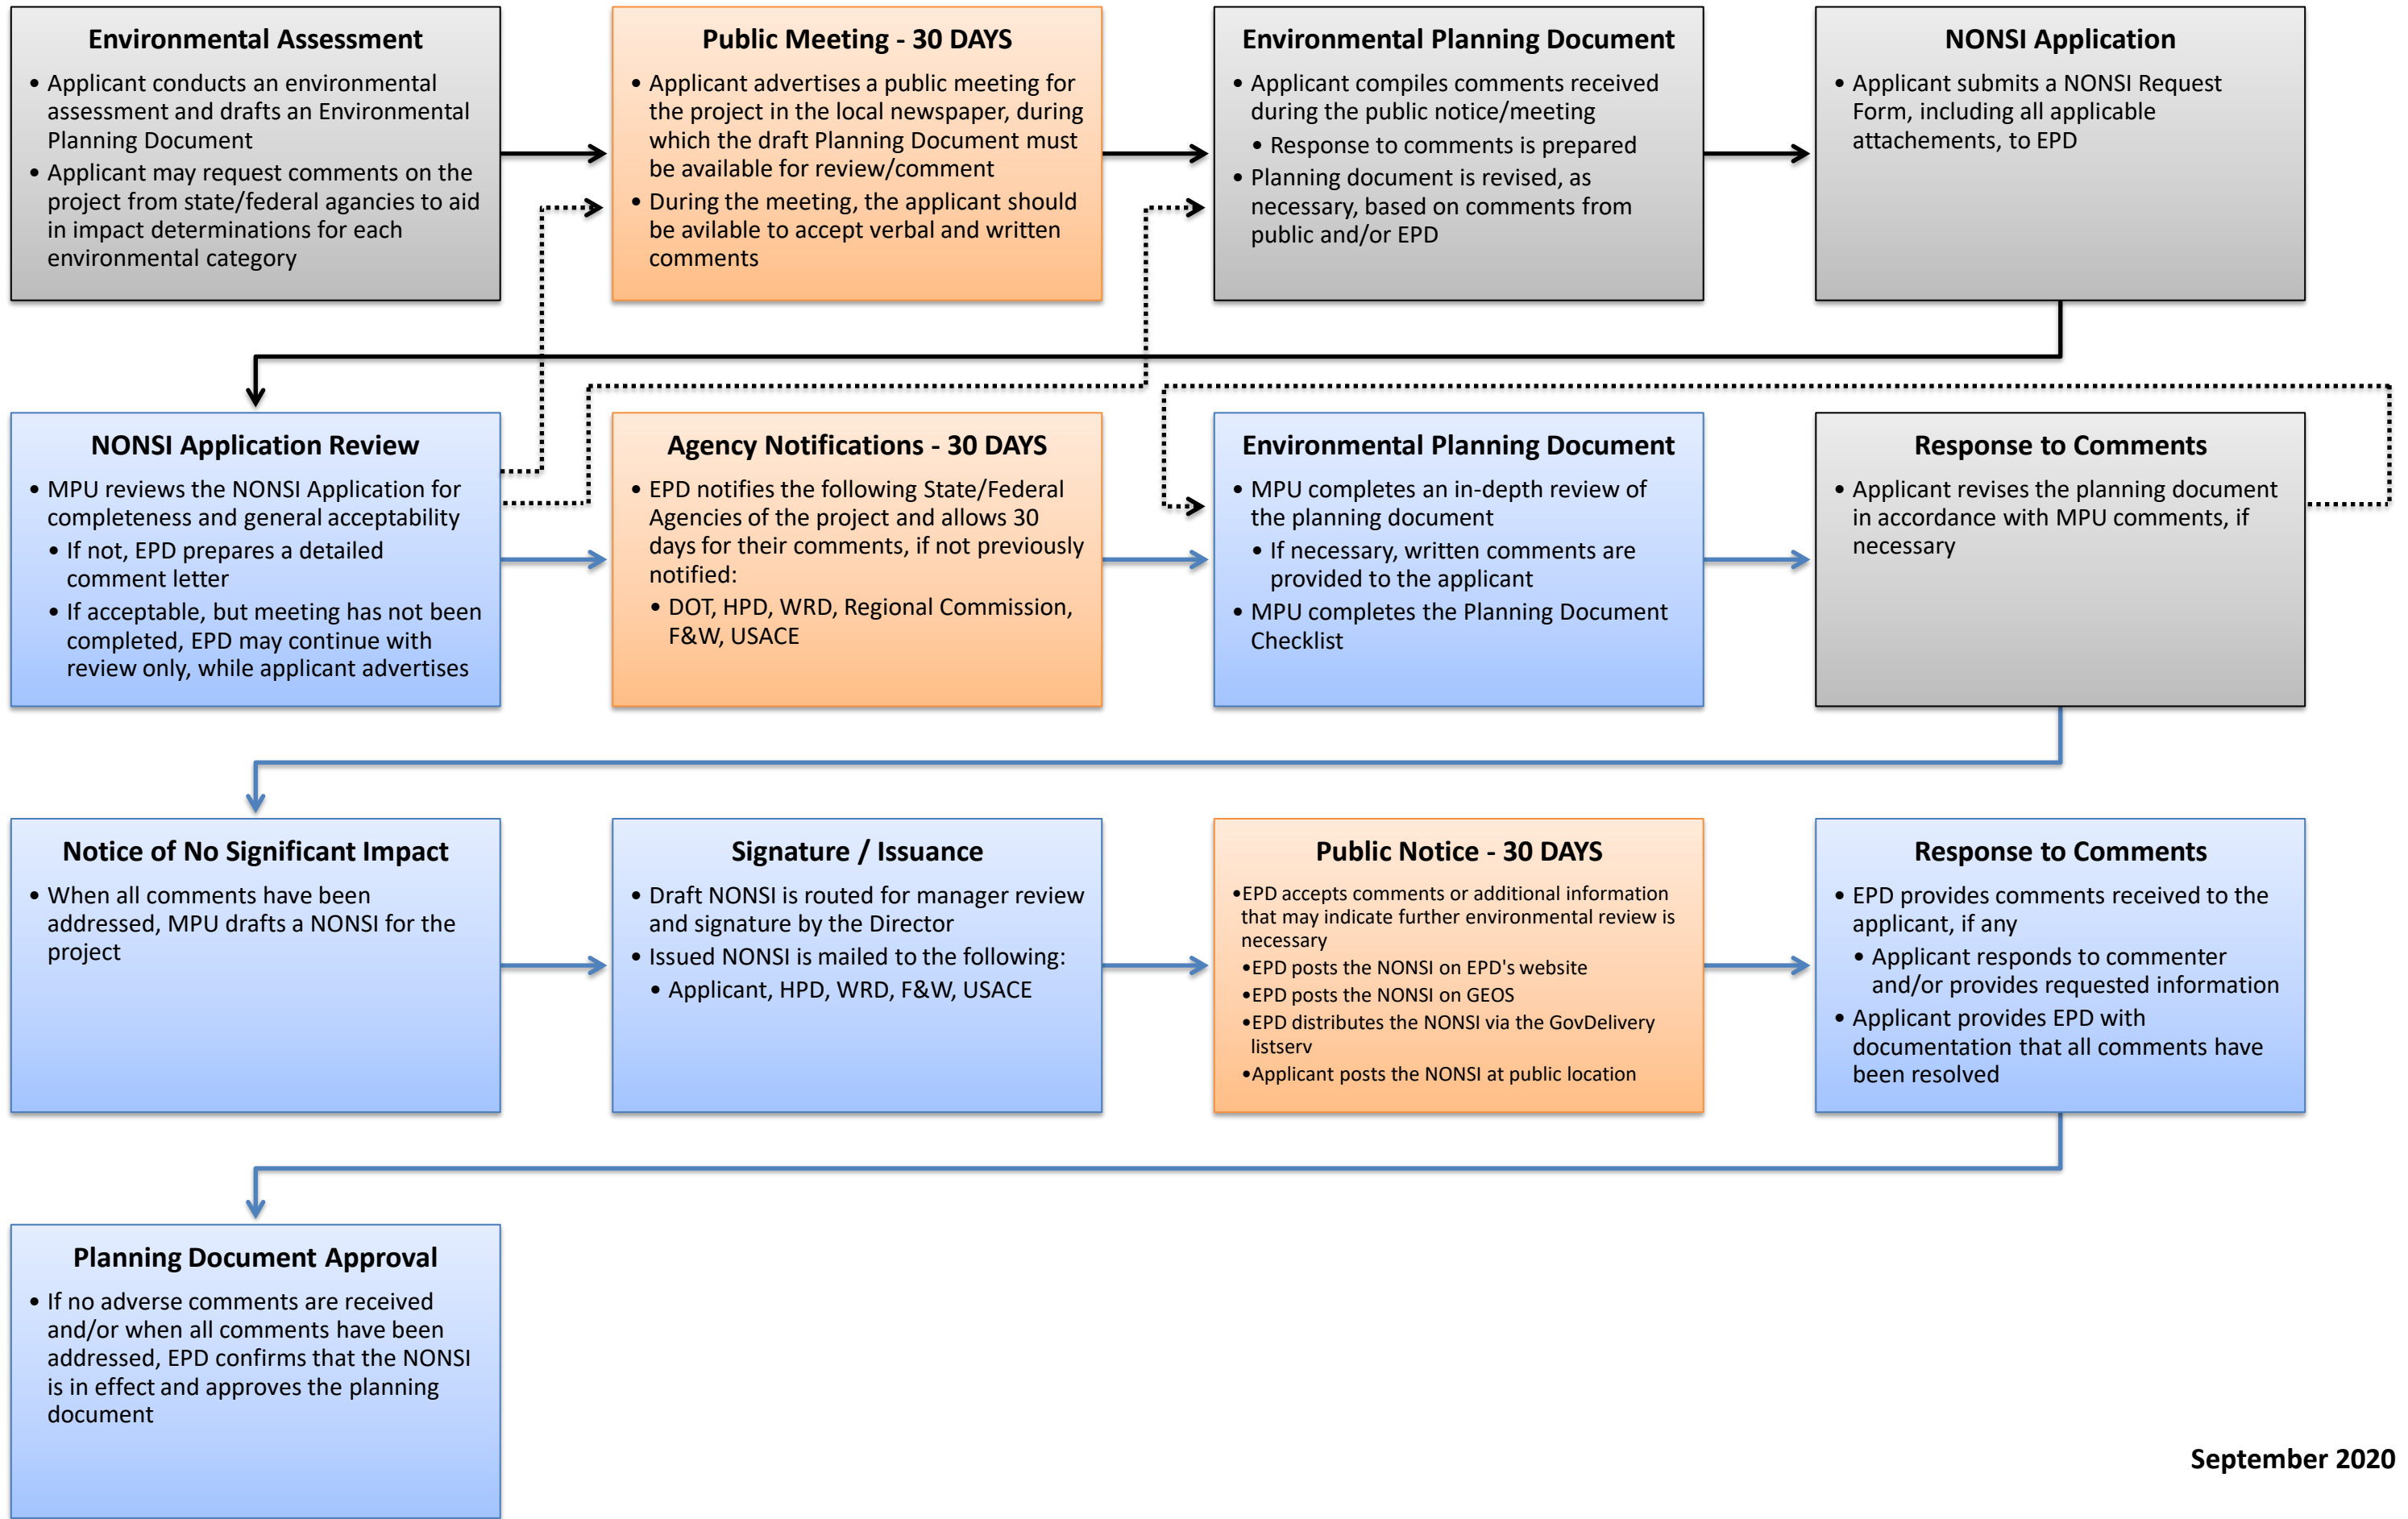 Environmental Assessment
• Applicant conducts an environmental
assessment and drafts an Environmental
Planning Document
• Applicant may request comments on the
project from state/federal agencies to aid
in impact determinations for each
environmental category
Public Meeting - 30 DAYS
• Applicant advertises a public meeting for
the project in the local newspaper, during
which the draft Planning Document must
be available for review/comment
• During the meeting, the applicant should
be avilable to accept verbal and written
comments
Environmental Planning Document
• Applicant compiles comments received
during the public notice/meeting
• Response to comments is prepared
• Planning document is revised, as
necessary, based on comments from
public and/or EPD
NONSI Application
• Applicant submits a NONSI Request
Form, including all applicable
attachements, to EPD
NONSI Application Review
• MPU reviews the NONSI Application for
completeness and general acceptability
• If not, EPD prepares a detailed
comment letter
• If acceptable, but meeting has not been
completed, EPD may continue with
review only, while applicant advertises
Agency Notifications - 30 DAYS
• EPD notifies the following State/Federal
Agencies of the project and allows 30
days for their comments, if not previously
notified:
• DOT, HPD, WRD, Regional Commission,
F&W, USACE
Environmental Planning Document
• MPU completes an in-depth review of
the planning document
• If necessary, written comments are
provided to the applicant
• MPU completes the Planning Document
Checklist
Response to Comments
• Applicant revises the planning document
in accordance with MPU comments, if
necessary
Notice of No Significant Impact
• When all comments have been
addressed, MPU drafts a NONSI for the
project
Signature / Issuance
• Draft NONSI is routed for manager review
and signature by the Director
• Issued NONSI is mailed to the following:
• Applicant, HPD, WRD, F&W, USACE
Public Notice - 30 DAYS
•EPD accepts comments or additional information
that may indicate further environmental review is
necessary
•EPD posts the NONSI on EPD's website
•EPD posts the NONSI on GEOS
•EPD distributes the NONSI via the GovDelivery
listserv
•Applicant posts the NONSI at public location
Response to Comments
• EPD provides comments received to the
applicant, if any
• Applicant responds to commenter
and/or provides requested information
• Applicant provides EPD with
documentation that all comments have
been resolved
Planning Document Approval
• If no adverse comments are received
and/or when all comments have been
addressed, EPD confirms that the NONSI
is in effect and approves the planning
document
September 2020